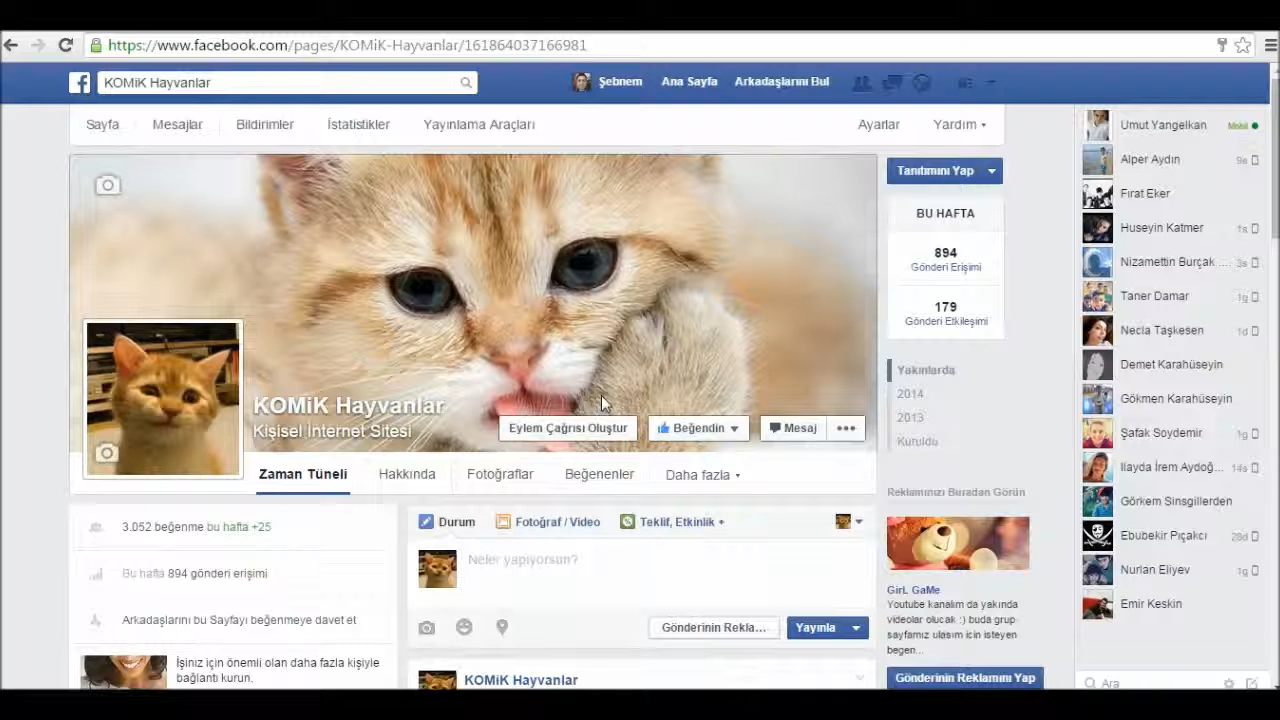 https://www.facebook.com/pages/KOMiK-Hayvanlar/161864037166981
KOMiK Hayvanlar
Şebnem Ana Sayfa Arkadaşlarını Bul
Sayfa Mesajlar Bildirimler İstatistikler Yayınlama Araçları Ayarlar Yardım
KOMiK Hayvanlar
Kişisel İnternet Sitesi
Eylem Çağrısı Oluştur Beğendin Mesaj
Zaman Tüneli Hakkında Fotoğraflar Beğenenler Daha fazla
3.052 beğenme bu hafta +25
Bu hafta 894 gönderi erişimi
Arkadaşlarını bu Sayfayı beğenmeye davet et
İşiniz için önemli olan daha fazla kişiyle
bağlantı kurun.
Durum Fotoğraf / Video Teklif, Etkinlik +
Neler yapıyorsun?
Gönderinin Rekla... Yayınla
KOMiK Hayvanlar
Tanıtımını Yap
BU HAFTA
894
Gönderi Erişimi
179
Gönderi Etkileşimi
Yakınlarda
2014
2013
Kuruldu
Reklamınızı Buradan Görün
GirL GaMe
Youtube kanalım da yakında
videolar olucak :) buda grup
sayfamız ulasım icin isteyen
begen...
Gönderinin Reklamını Yap
Umut Yangelkan Mobil
Alper Aydın 9s
Fırat Eker
Huseyin Katmer 1s
Nizamettin Burçak ... 3s
Taner Damar 1g
Necla Taşkesen 1d
Demet Karahüseyin
Gökmen Karahüseyin
Şafak Soydemir 1g
Ilayda İrem Aydoğ... 14s
Görkem Sinsgillerden
Ebubekir Pıçakcı 28d
Nurlan Eliyev 1g
Emir Keskin
Ara